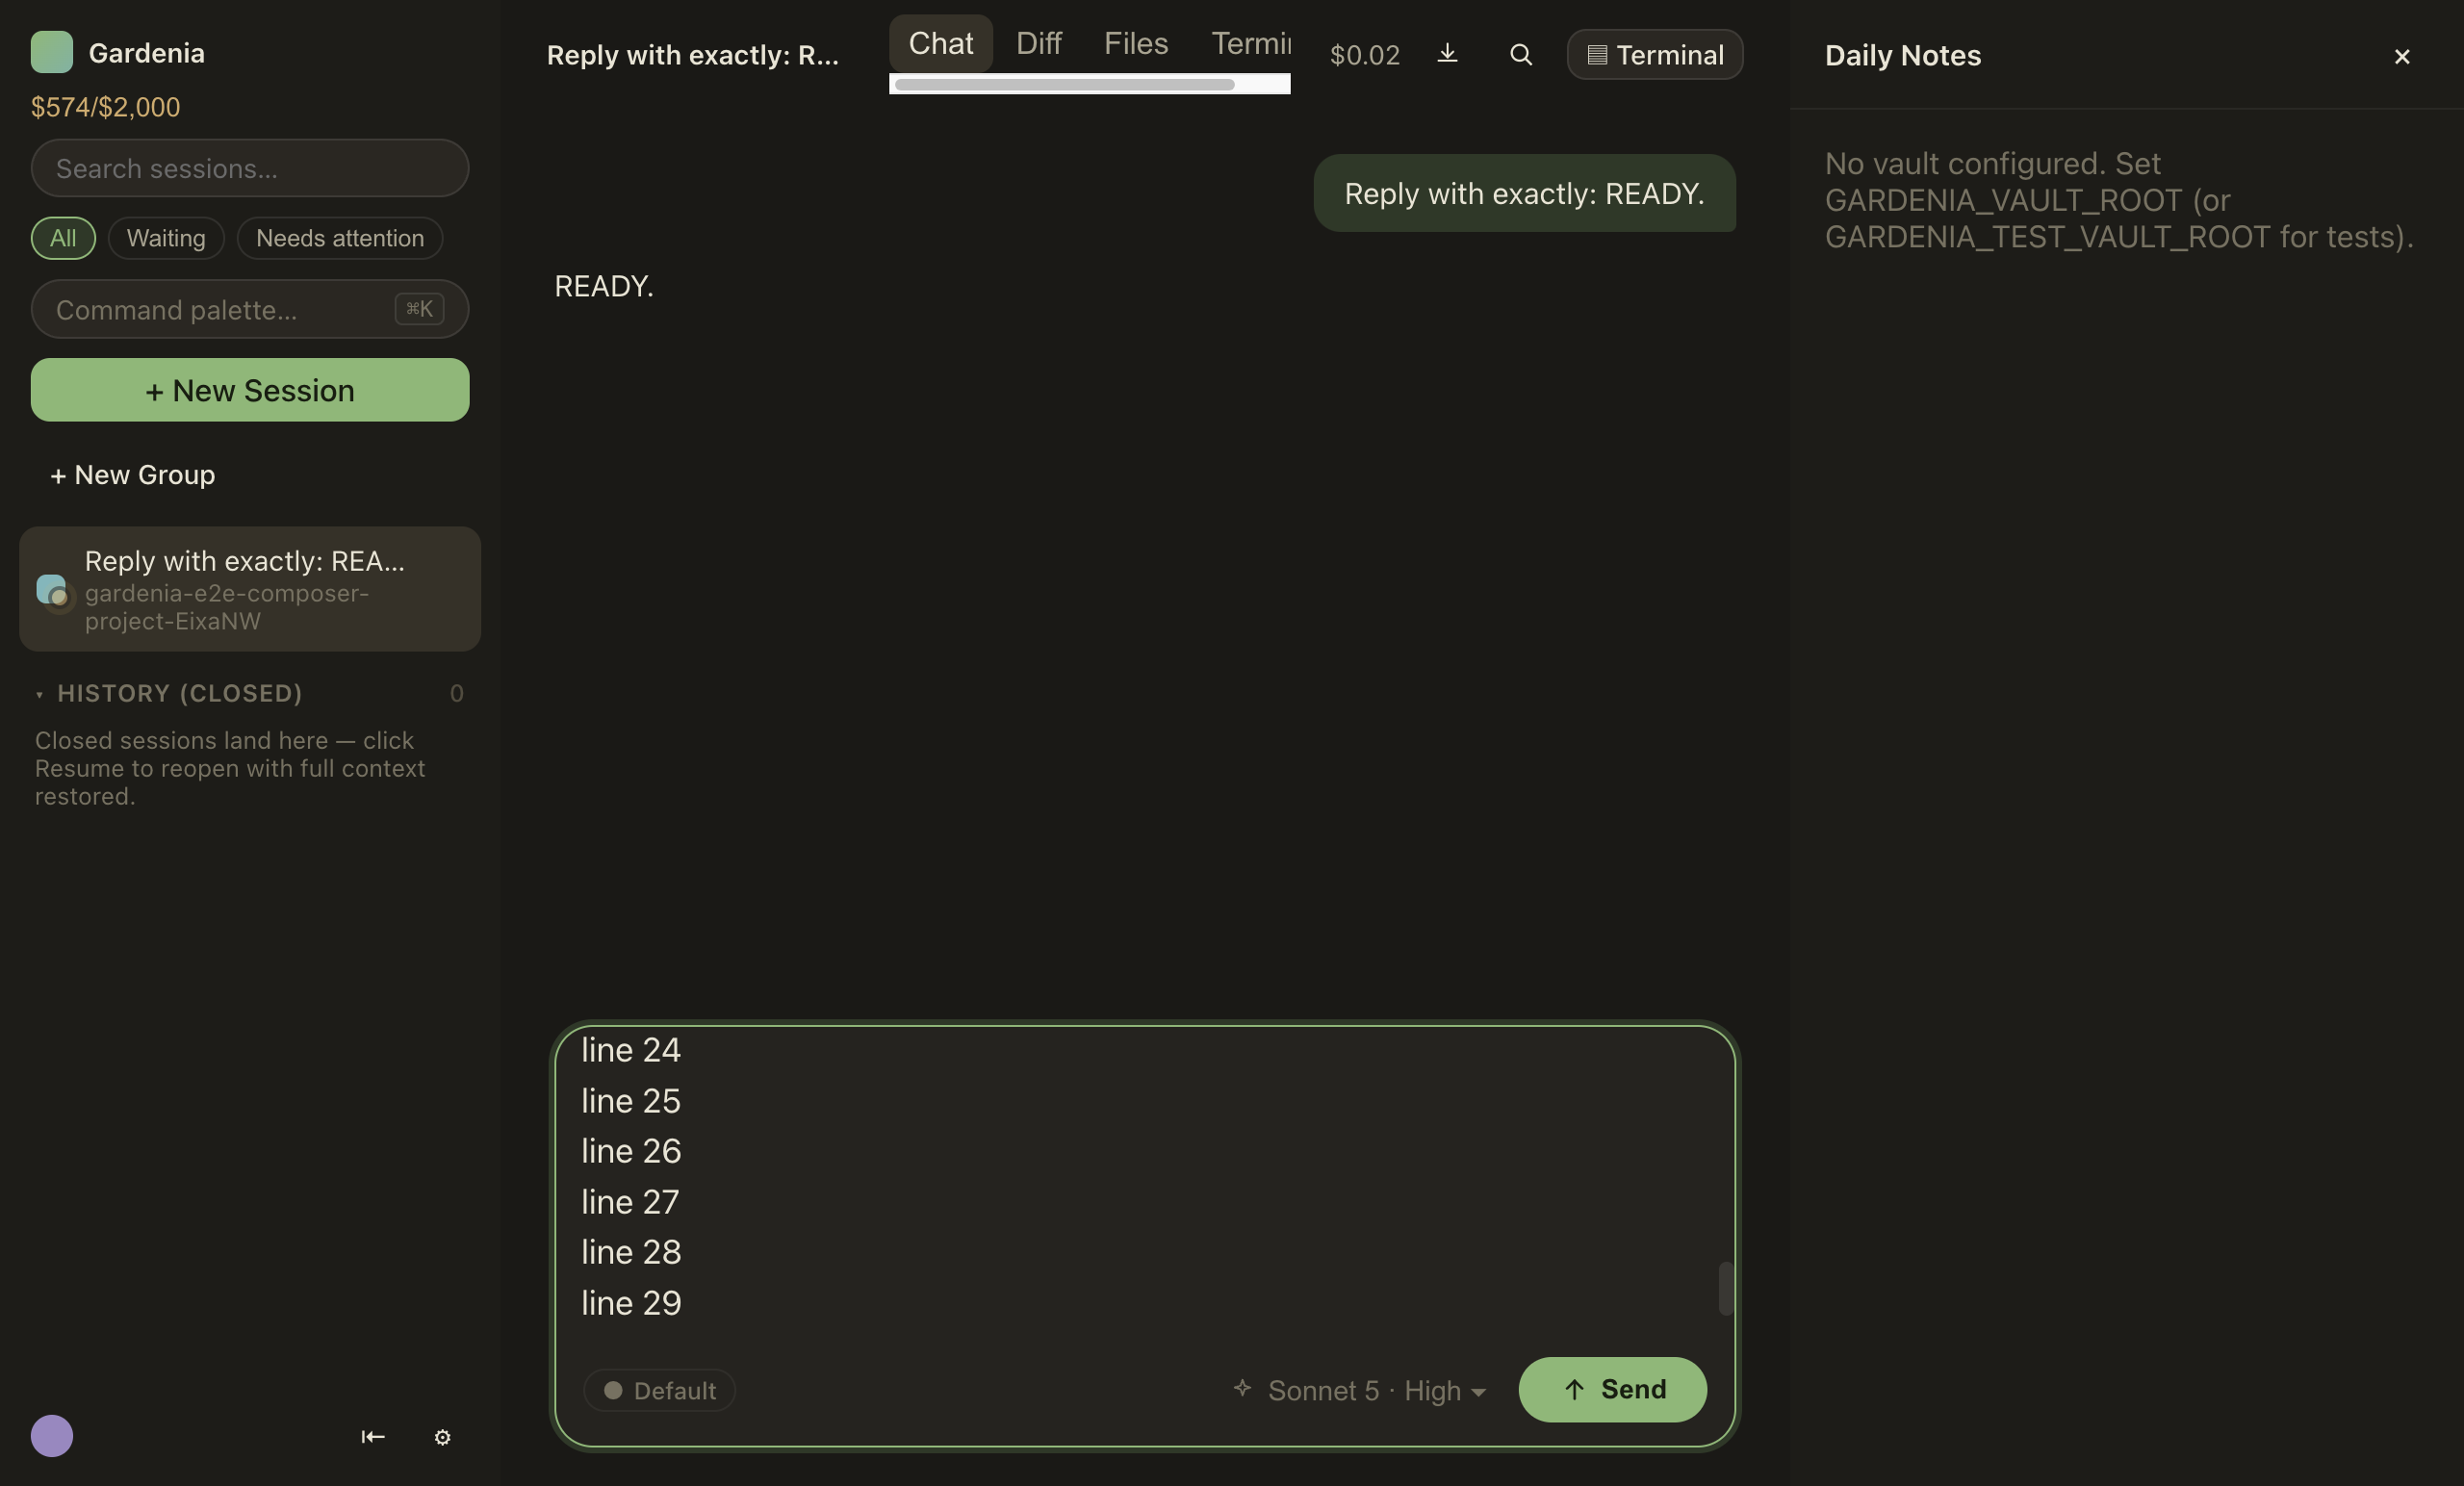 Gardenia
$574/$2,000
Search sessions...
All
Waiting
Needs attention
Command palette...
⌘K
+ New Session
+ New Group
Reply with exactly: REA...
gardenia-e2e-composer-
project-EixaNW
HISTORY (CLOSED)
0
Closed sessions land here — click
Resume to reopen with full context
restored.
Reply with exactly: R...
Chat
Diff
Files
Termin
$0.02
Terminal
Reply with exactly: READY.
READY.
line 24
line 25
line 26
line 27
line 28
line 29
Default
Sonnet 5 · High
Send
Daily Notes
No vault configured. Set
GARDENIA_VAULT_ROOT (or
GARDENIA_TEST_VAULT_ROOT for tests).